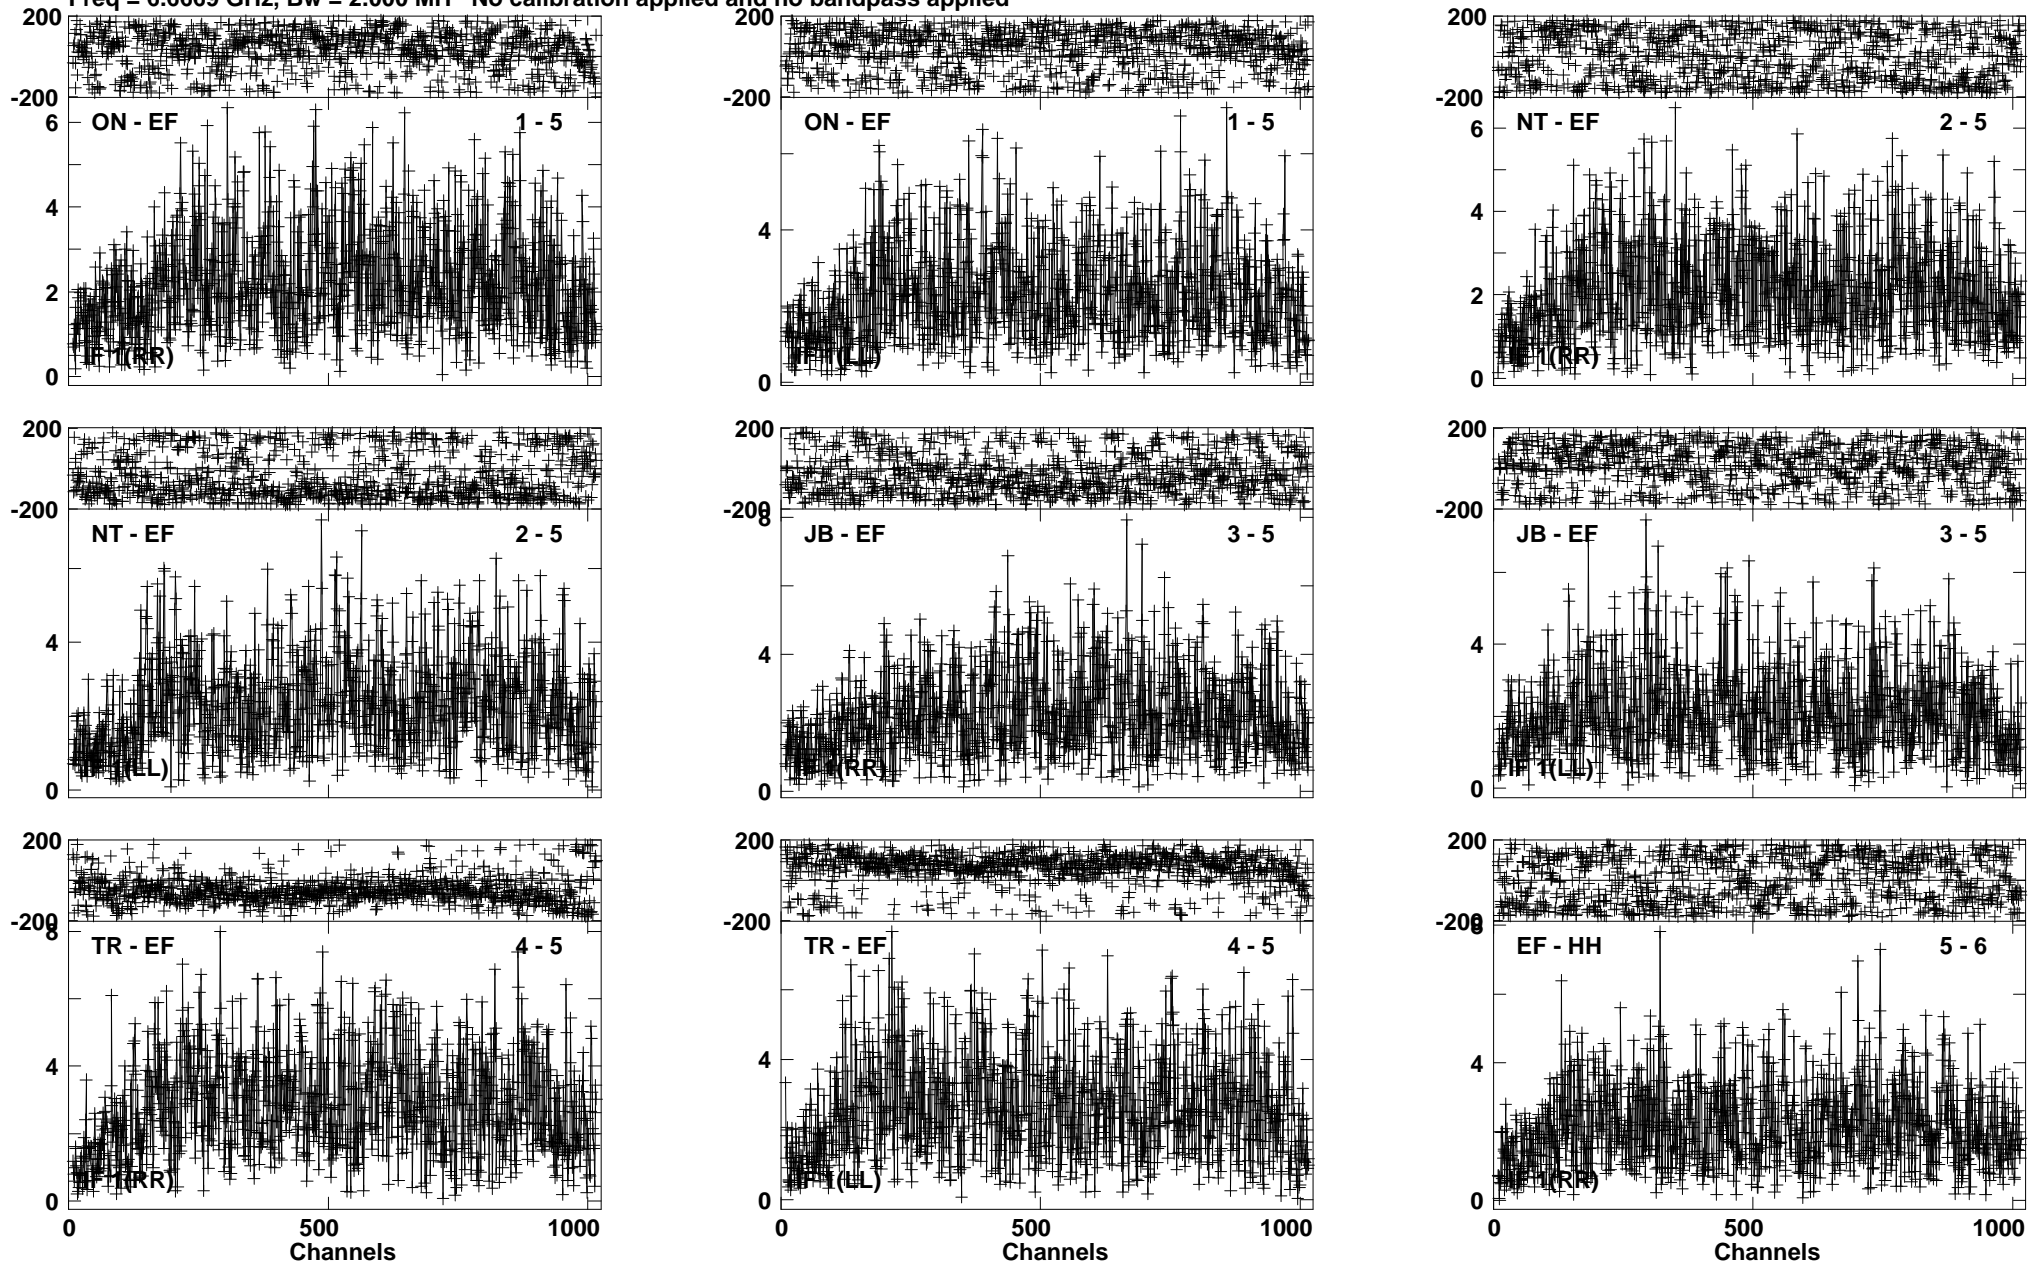 Freq = 6.6669 GHz, Bw = 2.000 MH No calibration applied and no bandpass applied
200
-200
ON - EF 1 - 5
6
4
2
0
IF 1(RR)
200
-200
ON - EF 1 - 5
4
0
IF 1(LL)
200
-200
NT - EF 2 - 5
6
4
2
0
IF 1(RR)
200
-200
NT - EF 2 - 5
4
0
IF 1(LL)
200
-200
8
JB - EF 3 - 5
4
0
IF 1(RR)
200
-200
JB - EF 3 - 5
4
0
IF 1(LL)
200
-200
8
TR - EF 4 - 5
4
0
IF 1(RR)
0 500 1000
Channels
200
-200
TR - EF 4 - 5
4
0
IF 1(LL)
0 500 1000
Channels
200
-200
8
EF - HH 5 - 6
4
0
IF 1(RR)
0 500 1000
Channels